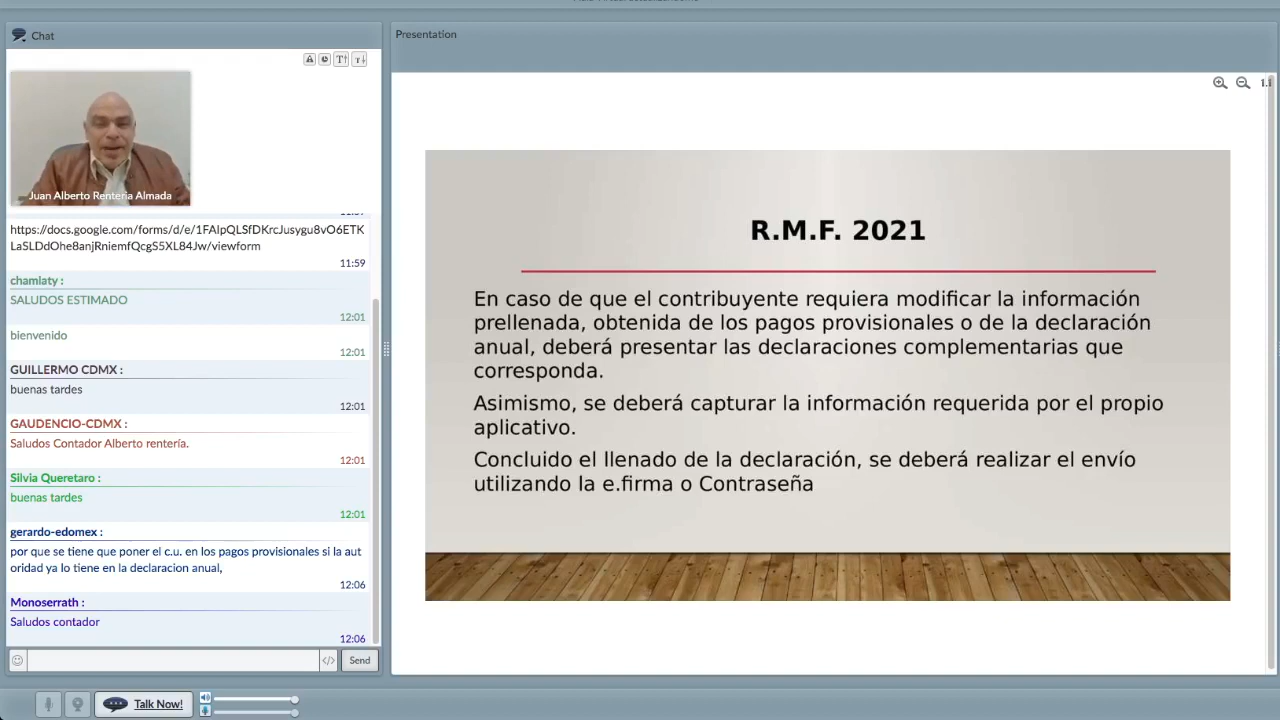 Chat
Presentation
Juan Alberto Renteria Almada
https://docs.google.com/forms/d/e/1FAIpQLSfDKrcJusygu8vO6ETK
LaSLDdOhe8anjRniemfQcgS5XL84Jw/viewform
11:59
chamlaty :
SALUDOS ESTIMADO
12:01
bienvenido
12:01
GUILLERMO CDMX :
buenas tardes
12:01
GAUDENCIO-CDMX :
Saludos Contador Alberto rentería.
12:01
Silvia Queretaro :
buenas tardes
12:01
gerardo-edomex :
por que se tiene que poner el c.u. en los pagos provisionales si la aut
oridad ya lo tiene en la declaracion anual,
12:06
Monoserrath :
Saludos contador
12:06
Send
Talk Now!
R.M.F. 2021
En caso de que el contribuyente requiera modificar la información
prellenada, obtenida de los pagos provisionales o de la declaración
anual, deberá presentar las declaraciones complementarias que
corresponda.
Asimismo, se deberá capturar la información requerida por el propio
aplicativo.
Concluido el llenado de la declaración, se deberá realizar el envío
utilizando la e.firma o Contraseña